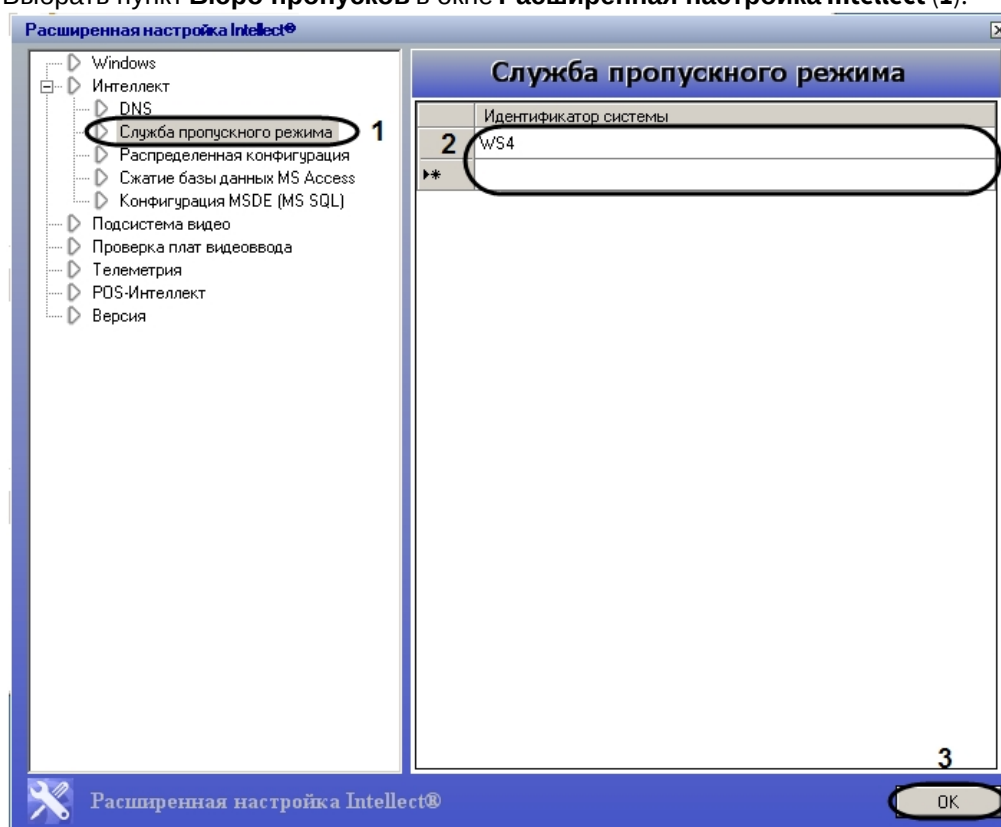 Выбрать пункт Бюро пропусков в окне Расширенная настройка Intellect (1).
Расширенная настройка Intellect®
Windows
Интеллект
DNS
Служба пропускного режима 1
Распределенная конфигурация
Сжатие базы данных MS Access
Конфигурация MSDE (MS SQL)
Подсистема видео
Проверка плат видеоввода
Телеметрия
POS-Интеллект
Версия
Служба пропускного режима
Идентификатор системы
2 WS4
3
Расширенная настройка Intellect®
OK